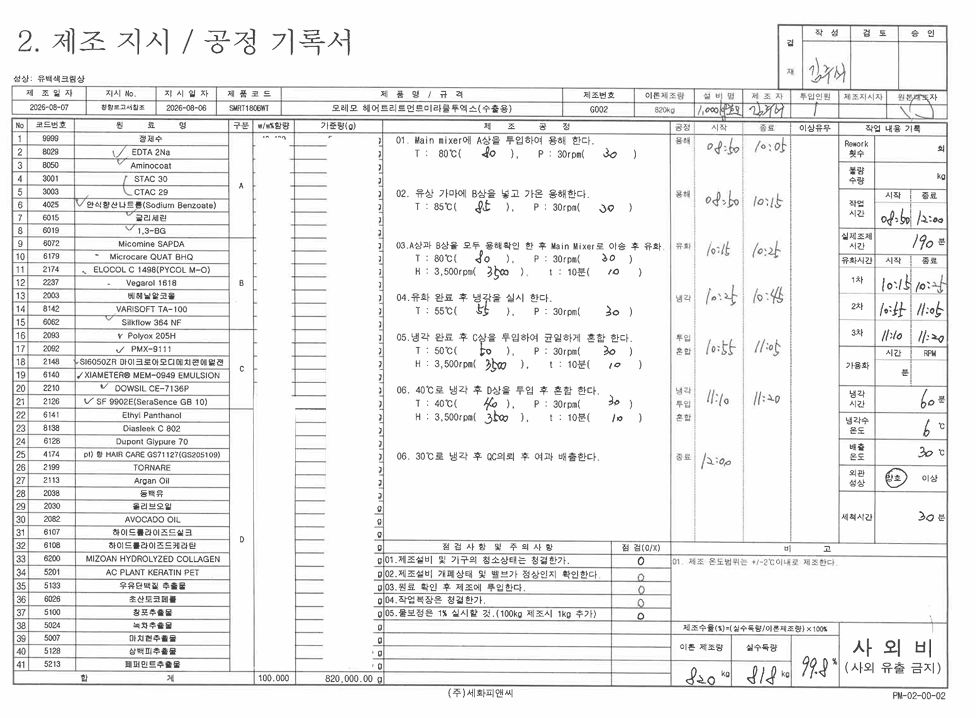 2. 제조 지시 / 공정 기록서
결재
작 성
검 토
승 인
성상: 유백색크림상
제 조 일 자
지시 No.
지 시 일 자
제 품 코 드
제 품 명 / 규 격
제조번호
이론제조량
설 비 명
제 조 자
투입인원
제조지시자
2026-08-07
2026-08-06
SMRT180BWT
모레모 헤어트리트먼트미라클투엑스(수출용)
G002
820kg
1
No
코드번호
원 료 명
구분
w/w%함량
기준량(g)
1 9999 정제수
2 8029 EDTA 2Na
3 8050 Aminocoat
4 3001 STAC 30
5 3003 CTAC 29
6 4025 안식향산나트륨(Sodium Benzoate)
7 6015 글리세린
8 6019 1,3-BG
A
9 6072 Micomine SAPDA
10 6179 Microcare QUAT BHQ
11 2174 ELOCOL C 1498(PYCOL M-O)
12 2237 Vegarol 1618
13 2003 베헤닐알코올
14 8142 VARISOFT TA-100
15 6062 Silkflow 364 NF
B
16 2093 Polyox 205H
17 2092 PMX-9111
18 2148 SI6050ZR 마이크로아모디메치콘에멀젼
19 6140 XIAMETER® MEM-0949 EMULSION
20 2210 DOWSIL CE-7136P
21 2126 SF 9902E(SeraSence GB 10)
C
22 6141 Ethyl Panthanol
23 8138 Diasleek C 802
24 6128 Dupont Glypure 70
25 4174 pl) 향 HAIR CARE GS71127(GS205109)
26 2199 TORNARE
27 2113 Argan Oil
28 2038 동백유
29 2030 올리브오일
30 2082 AVOCADO OIL
31 6107 하이드롤라이즈드실크
32 6108 하이드롤라이즈드케라틴
33 6200 MIZOAN HYDROLYZED COLLAGEN
34 5201 AC PLANT KERATIN PET
35 5133 우유단백질 추출물
36 6026 초산토코페롤
37 5100 창포추출물
38 5024 녹차추출물
39 5007 마치현추출물
40 5128 상백피추출물
41 5213 페퍼민트추출물
D
합 계 100.000 820,000.00 g
제 조 공 정
공정
시작
종료
이상유무
작업 내용 기록
01. Main mixer에 A상을 투입하여 용해 한다.
T : 80℃( 80 ), P : 30rpm( 30 )
용해 08:50 10:05
02. 유상 가마에 B상을 넣고 가온 용해한다.
T : 85℃( 85 ), P : 30rpm( 30 )
용해 08:50 10:15
03.A상과 B상을 모두 용해확인 한 후 Main Mixer로 이송 후 유화.
T : 80℃( 80 ), P : 30rpm( 30 )
H : 3,500rpm( 3500 ), t : 10분( 10 )
유화 10:15 10:25
04.유화 완료 후 냉각을 실시 한다.
T : 55℃( 55 ), P : 30rpm( 30 )
냉각 10:25 10:45
05.냉각 완료 후 C상을 투입하여 균일하게 혼합 한다.
T : 50℃( 50 ), P : 30rpm( 30 )
H : 3,500rpm( 3500 ), t : 10분( 10 )
투입 혼합 10:55 11:05
06. 40℃로 냉각 후 D상을 투입 후 혼합 한다.
T : 40℃( 40 ), P : 30rpm( 30 )
H : 3,500rpm( 3500 ), t : 10분( 10 )
냉각 투입 혼합 11:10 11:20
06. 30℃로 냉각 후 QC의뢰 후 여과 배출한다.
종료 12:00
Rework 횟수 회
불량 수량 kg
작업 시간
시작 종료
08:50 12:00
실제조제 시간 190 분
유화시간 시작 종료
1차 10:15 10:25
2차 10:55 11:05
3차 11:10 11:20
가용화 시간 RPM
분
냉각 시간 60 분
냉각수 온도 6 ℃
배출 온도 30 ℃
외관 성상 양호 이상
세척시간 30 분
점 검 사 항 및 주 의 사 항
점 검(O/X)
01.제조설비 및 기구의 청소상태는 청결한가. O
02.제조설비 개폐상태 및 밸브가 정상인지 확인한다. O
03.원료 확인 후 제조에 투입한다. O
04.작업복장은 청결한가. O
05.물보정은 1% 실시할 것.(100kg 제조시 1kg 추가) O
비 고
01. 제조 온도범위는 +/-2℃이내로 제조한다.
제조수율(%)=(실수득량/이론제조량)×100%
이론 제조량
실수득량
820 kg
818 kg
99.8 %
사 외 비
(사외 유출 금지)
(주)세화피앤씨
PM-02-00-02